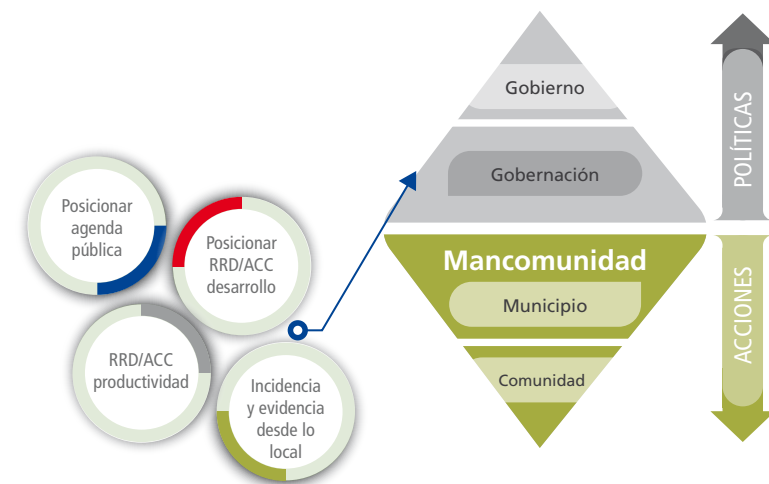 Posicionar
agenda
pública
Posicionar
RRD/ACC
desarrollo
RRD/ACC
productividad
Incidencia
y evidencia
desde lo
local
Gobierno
Gobernación
Mancomunidad
Municipio
Comunidad
POLÍTICAS
ACCIONES